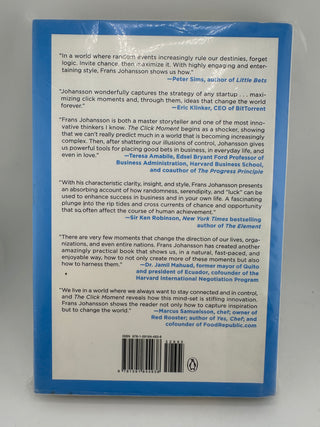 "In a world where random events increasingly rule our destinies, forget
logic. Invite chance, then maximize it. With highly engaging and enter-
taining style, Frans Johansson shows us how."
—Peter Sims, author of Little Bets
"Johansson wonderfully captures the strategy of any startup . . . maxi-
mizing click moments and, through them, ideas that change the world
forever."
—Eric Klinker, CEO of BitTorrent
"Frans Johansson is both a master storyteller and one of the most inno-
vative thinkers I know. The Click Moment begins as a shocker, showing
that we can't really predict much in a world that is becoming increasingly
complex. Then, after shattering our illusions of control, Johansson gives
us powerful tools for placing good bets in business, in everyday life, and
even in love."
—Teresa Amabile, Edsel Bryant Ford Professor of
Business Administration, Harvard Business School,
and coauthor of The Progress Principle
"With his characteristic clarity, insight, and style, Frans Johansson presents
an absorbing account of how randomness, serendipity, and "luck" can be
used to enhance success in business and in your own life. A fascinating
plunge into the rip tides and cross currents of chance and opportunity
that so often affect the course of human achievement."
—Sir Ken Robinson, New York Times bestselling
author of The Element
"There are very few moments that change the direction of our lives, orga-
nizations, and even entire nations. Frans Johansson has created another
amazingly practical book that shows us, in a natural, fast-paced, and
enjoyable way, how to not only create more of these moments but also
how to harness them."
—Dr. Jamil Mahuad, former mayor of Quito
and president of Ecuador, cofounder of the
Harvard International Negotiation Program
"We live in a world where we always want to stay connected and in control,
and The Click Moment reveals how this mind-set is stifling innovation.
Frans Johansson shows the reader not only how to capture inspiration
but to change the world."
—Marcus Samuelsson, chef; owner of
Red Rooster; author of Yes, Chef; and
cofounder of FoodRepublic.com